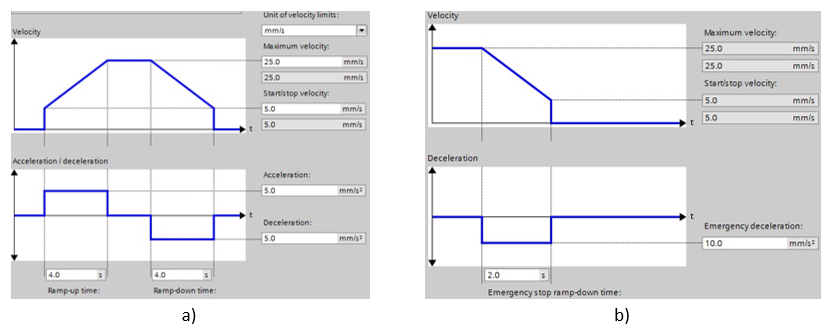 Unit of velocity limits:
mm/s
Velocity
Maximum velocity:
25.0 mm/s
25.0 mm/s
Start/stop velocity:
5.0 mm/s
5.0 mm/s
t
Acceleration / deceleration
Acceleration:
5.0 mm/s²
t
Deceleration:
5.0 mm/s²
4.0 s
4.0 s
Ramp-up time:
Ramp-down time:
a)
Velocity
Maximum velocity:
25.0 mm/s
25.0 mm/s
Start/stop velocity:
5.0 mm/s
5.0 mm/s
t
Deceleration
t
Emergency deceleration:
10.0 mm/s²
2.0 s
Emergency stop ramp-down time:
b)